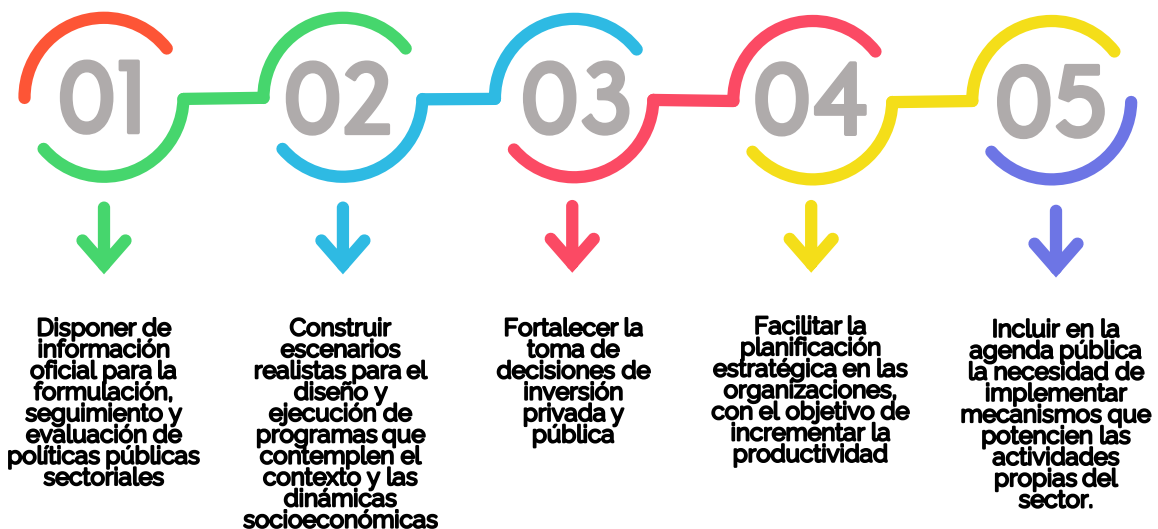 01
Disponer de
información
oficial para la
formulación,
seguimiento y
evaluación de
políticas públicas
sectoriales
02
Construir
escenarios
realistas para el
diseño y
ejecución de
programas que
contemplen el
contexto y las
dinámicas
socioeconómicas
03
Fortalecer la
toma de
decisiones de
inversión
privada y
pública
04
Facilitar la
planificación
estratégica en las
organizaciones,
con el objetivo de
incrementar la
productividad
05
Incluir en la
agenda pública
la necesidad de
implementar
mecanismos que
potencien las
actividades
propias del
sector.